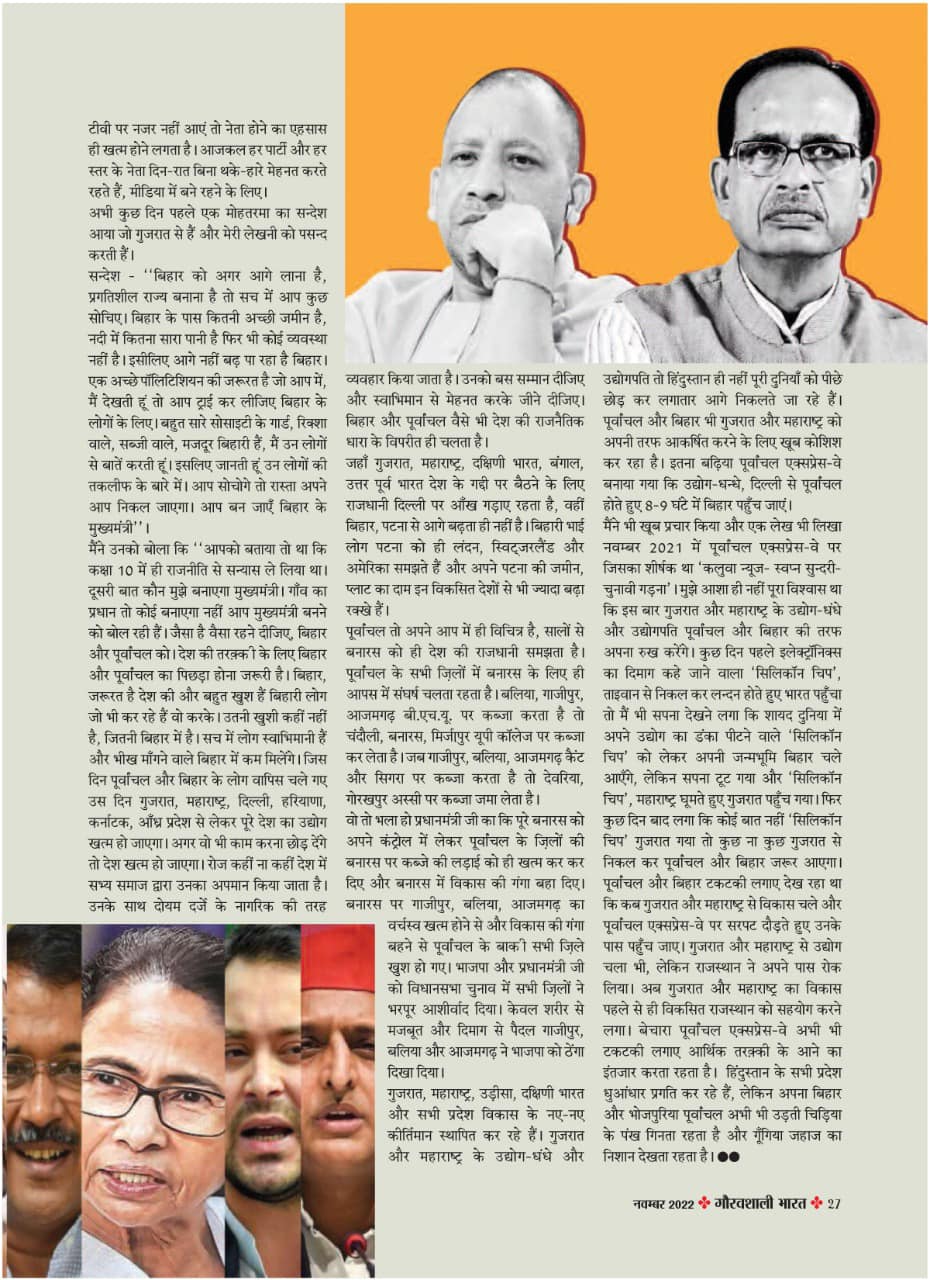 टीवी पर नजर नहीं आएं तो नेता होने का एहसास
ही खत्म होने लगता है। आजकल हर पार्टी और हर
स्तर के नेता दिन-रात बिना थके-हारे मेहनत करते
रहते हैं, मीडिया में बने रहने के लिए।
अभी कुछ दिन पहले एक मोहतरमा का सन्देश
आया जो गुजरात से हैं और मेरी लेखनी को पसन्द
करती हैं।
सन्देश - ‘‘बिहार को अगर आगे लाना है,
प्रगतिशील राज्य बनाना है तो सच में आप कुछ
सोचिए। बिहार के पास कितनी अच्छी जमीन है,
नदी में कितना सारा पानी है फिर भी कोई व्यवस्था
नहीं है। इसीलिए आगे नहीं बढ़ पा रहा है बिहार।
एक अच्छे पॉलिटिशियन की जरूरत है जो आप में,
मैं देखती हूं तो आप ट्राई कर लीजिए बिहार के
लोगों के लिए। बहुत सारे सोसाइटी के गार्ड, रिक्शा
वाले, सब्जी वाले, मजदूर बिहारी हैं, मैं उन लोगों
से बातें करती हूं। इसलिए जानती हूं उन लोगों की
तकलीफ के बारे में। आप सोचोगे तो रास्ता अपने
आप निकल जाएगा। आप बन जाएँ बिहार के
मुख्यमंत्री’’।
मैंने उनको बोला कि ‘‘आपको बताया तो था कि
कक्षा 10 में ही राजनीति से सन्यास ले लिया था।
दूसरी बात कौन मुझे बनाएगा मुख्यमंत्री। गाँव का
प्रधान तो कोई बनाएगा नहीं आप मुख्यमंत्री बनने
को बोल रही हैं। जैसा है वैसा रहने दीजिए, बिहार
और पूर्वांचल को। देश की तरक़्की के लिए बिहार
और पूर्वांचल का पिछड़ा होना जरूरी है। बिहार,
जरूरत है देश की और बहुत खुश हैं बिहारी लोग
जो भी कर रहे हैं वो करके। उतनी खुशी कहीं नहीं
है, जितनी बिहार में है। सच में लोग स्वाभिमानी हैं
और भीख माँगने वाले बिहार में कम मिलेंगे। जिस
दिन पूर्वांचल और बिहार के लोग वापिस चले गए
उस दिन गुजरात, महाराष्ट्र, दिल्ली, हरियाणा,
कर्नाटक, आँध्र प्रदेश से लेकर पूरे देश का उद्योग
खत्म हो जाएगा। अगर वो भी काम करना छोड़ देंगे
तो देश खत्म हो जाएगा। रोज कहीं ना कहीं देश में
सभ्य समाज द्वारा उनका अपमान किया जाता है।
उनके साथ दोयम दर्जे के नागरिक की तरह
व्यवहार किया जाता है। उनको बस सम्मान दीजिए
और स्वाभिमान से मेहनत करके जीने दीजिए।
बिहार और पूर्वांचल वैसे भी देश की राजनैतिक
धारा के विपरीत ही चलता है।
जहाँ गुजरात, महाराष्ट्र, दक्षिणी भारत, बंगाल,
उत्तर पूर्व भारत देश के गद्दी पर बैठने के लिए
राजधानी दिल्ली पर आँख गड़ाए रहता है, वहीं
बिहार, पटना से आगे बढ़ता ही नहीं है। बिहारी भाई
लोग पटना को ही लंदन, स्विट्जरलैंड और
अमेरिका समझते हैं और अपने पटना की जमीन,
प्लाट का दाम इन विकसित देशों से भी ज्यादा बढ़ा
रक्खे हैं।
पूर्वांचल तो अपने आप में ही विचित्र है, सालों से
बनारस को ही देश की राजधानी समझता है।
पूर्वांचल के सभी ज़िलों में बनारस के लिए ही
आपस में संघर्ष चलता रहता है। बलिया, गाजीपुर,
आजमगढ़ बी.एच.यू. पर कब्जा करता है तो
चंदौली, बनारस, मिर्जापुर यूपी कॉलेज पर कब्जा
कर लेता है। जब गाजीपुर, बलिया, आजमगढ़ कैंट
और सिगरा पर कब्जा करता है तो देवरिया,
गोरखपुर अस्सी पर कब्जा जमा लेता है।
वो तो भला हो प्रधानमंत्री जी का कि पूरे बनारस को
अपने कंट्रोल में लेकर पूर्वांचल के ज़िलों की
बनारस पर कब्जे की लड़ाई को ही खत्म कर कर
दिए और बनारस में विकास की गंगा बहा दिए।
बनारस पर गाजीपुर, बलिया, आजमगढ़ का
वर्चस्व खत्म होने से और विकास की गंगा
बहने से पूर्वांचल के बाकी सभी ज़िले
खुश हो गए। भाजपा और प्रधानमंत्री जी
को विधानसभा चुनाव में सभी ज़िलों ने
भरपूर आशीर्वाद दिया। केवल शरीर से
मजबूत और दिमाग से पैदल गाजीपुर,
बलिया और आजमगढ़ ने भाजपा को ठेंगा
दिखा दिया।
गुजरात, महाराष्ट्र, उड़ीसा, दक्षिणी भारत
और सभी प्रदेश विकास के नए-नए
कीर्तिमान स्थापित कर रहे हैं। गुजरात
और महाराष्ट्र के उद्योग-धंधे और
उद्योगपति तो हिंदुस्तान ही नहीं पूरी दुनियाँ को पीछे
छोड़ कर लगातार आगे निकलते जा रहे हैं।
पूर्वांचल और बिहार भी गुजरात और महाराष्ट्र को
अपनी तरफ आकर्षित करने के लिए खूब कोशिश
कर रहा है। इतना बढ़िया पूर्वांचल एक्सप्रेस-वे
बनाया गया कि उद्योग-धन्धे, दिल्ली से पूर्वांचल
होते हुए 8-9 घंटे में बिहार पहुँच जाएं।
मैंने भी खूब प्रचार किया और एक लेख भी लिखा
नवम्बर 2021 में पूर्वांचल एक्सप्रेस-वे पर
जिसका शीर्षक था ‘कलुवा न्यूज- स्वप्न सुन्दरी-
चुनावी गड़ना’। मुझे आशा ही नहीं पूरा विश्वास था
कि इस बार गुजरात और महाराष्ट्र के उद्योग-धंधे
और उद्योगपति पूर्वांचल और बिहार की तरफ
अपना रुख करेंगे। कुछ दिन पहले इलेक्ट्रॉनिक्स
का दिमाग कहे जाने वाला ‘सिलिकॉन चिप’,
ताइवान से निकल कर लन्दन होते हुए भारत पहुँचा
तो मैं भी सपना देखने लगा कि शायद दुनिया में
अपने उद्योग का डंका पीटने वाले ‘सिलिकॉन
चिप’ को लेकर अपनी जन्मभूमि बिहार चले
आएँगे, लेकिन सपना टूट गया और ‘सिलिकॉन
चिप’, महाराष्ट्र घूमते हुए गुजरात पहुँच गया। फिर
कुछ दिन बाद लगा कि कोई बात नहीं ‘सिलिकॉन
चिप’ गुजरात गया तो कुछ ना कुछ गुजरात से
निकल कर पूर्वांचल और बिहार जरूर आएगा।
पूर्वांचल और बिहार टकटकी लगाए देख रहा था
कि कब गुजरात और महाराष्ट्र से विकास चले और
पूर्वांचल एक्सप्रेस-वे पर सरपट दौड़ते हुए उनके
पास पहुँच जाए। गुजरात और महाराष्ट्र से उद्योग
चला भी, लेकिन राजस्थान ने अपने पास रोक
लिया। अब गुजरात और महाराष्ट्र का विकास
पहले से ही विकसित राजस्थान को सहयोग करने
लगा। बेचारा पूर्वांचल एक्सप्रेस-वे अभी भी
टकटकी लगाए आर्थिक तरक़्की के आने का
इंतजार करता रहता है। हिंदुस्तान के सभी प्रदेश
धुआंधार प्रगति कर रहे हैं, लेकिन अपना बिहार
और भोजपुरिया पूर्वांचल अभी भी उड़ती चिड़िया
के पंख गिनता रहता है और गूँगिया जहाज का
निशान देखता रहता है।
नवम्बर 2022 गौरवशाली भारत 27